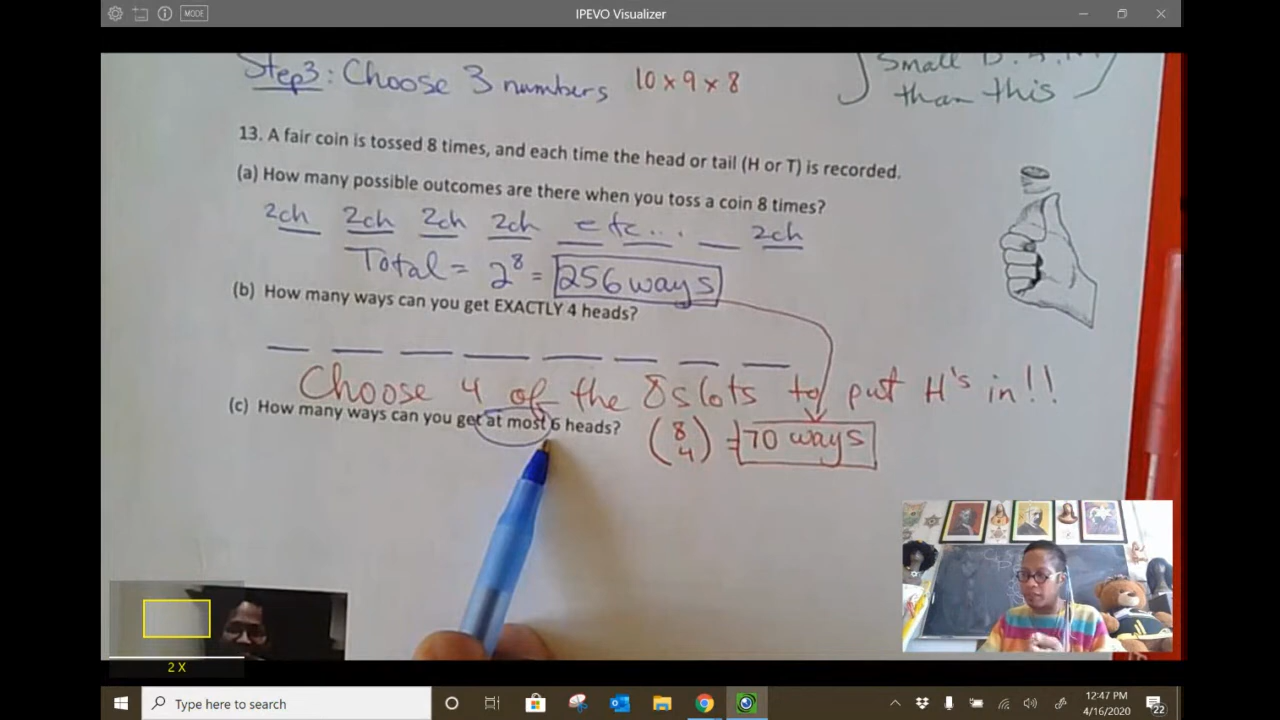 IPEVO Visualizer
MODE
Step3: Choose 3 numbers 10 x 9 x 8
Small
than this
13. A fair coin is tossed 8 times, and each time the head or tail (H or T) is recorded.
(a) How many possible outcomes are there when you toss a coin 8 times?
2ch 2ch 2ch 2ch etc... 2ch
Total = 2⁸ = 256 ways
(b) How many ways can you get EXACTLY 4 heads?
Choose 4 of the 8 slots to put H's in!!
(c) How many ways can you get at most 6 heads?
(8 4) = 70 ways
2 X
Type here to search
12:47 PM
4/16/2020
22